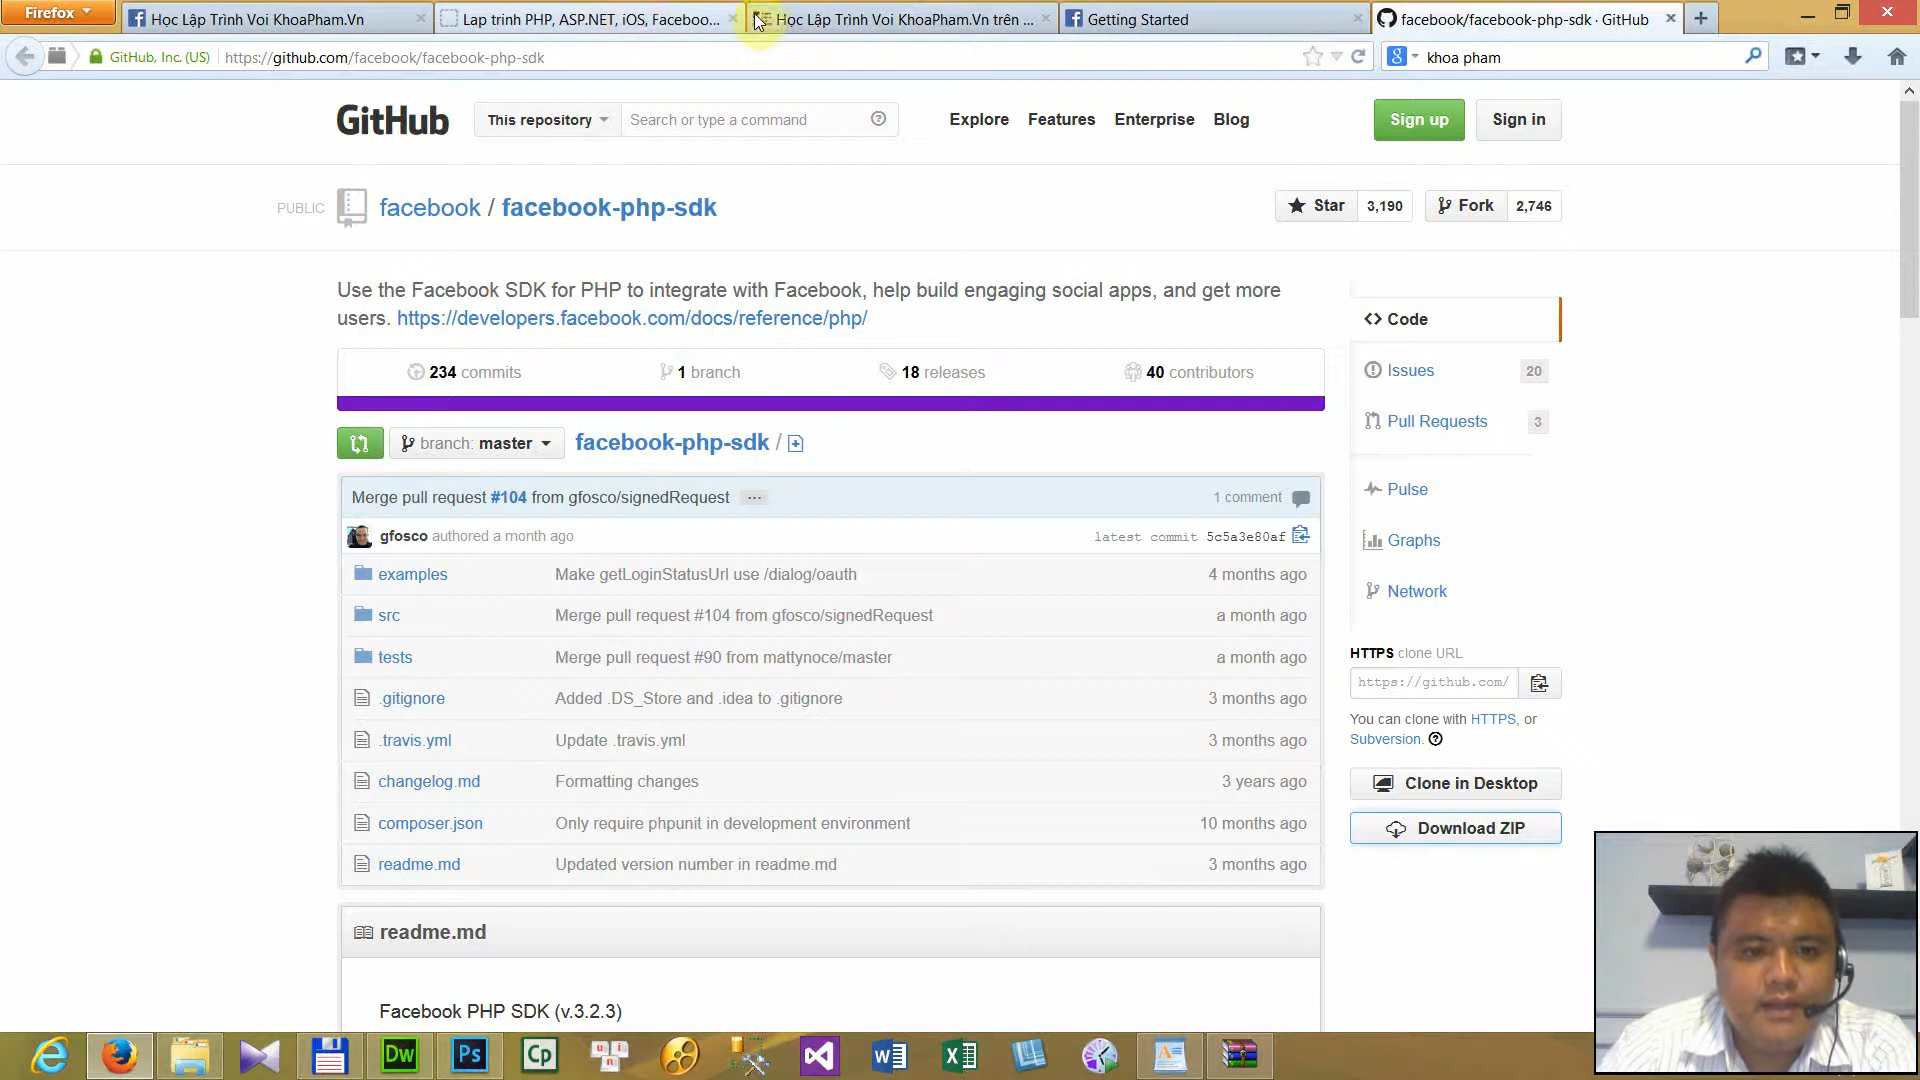 Firefox
Học Lập Trình Voi KhoaPham.Vn
Lap trinh PHP, ASP.NET, iOS, Faceboo...
Học Lập Trình Voi KhoaPham.Vn trên ...
Getting Started
facebook/facebook-php-sdk · GitHub
GitHub, Inc. (US)
https://github.com/facebook/facebook-php-sdk
khoa pham
GitHub
This repository
Search or type a command
Explore
Features
Enterprise
Blog
Sign up
Sign in
PUBLIC
facebook / facebook-php-sdk
Star
3,190
Fork
2,746
Use the Facebook SDK for PHP to integrate with Facebook, help build engaging social apps, and get more
users. https://developers.facebook.com/docs/reference/php/
234 commits
1 branch
18 releases
40 contributors
branch: master
facebook-php-sdk /
Merge pull request #104 from gfosco/signedRequest
1 comment
gfosco authored a month ago
latest commit 5c5a3e80af
examples
Make getLoginStatusUrl use /dialog/oauth
4 months ago
src
Merge pull request #104 from gfosco/signedRequest
a month ago
tests
Merge pull request #90 from mattynoce/master
a month ago
.gitignore
Added .DS_Store and .idea to .gitignore
3 months ago
.travis.yml
Update .travis.yml
3 months ago
changelog.md
Formatting changes
3 years ago
composer.json
Only require phpunit in development environment
10 months ago
readme.md
Updated version number in readme.md
3 months ago
readme.md
Facebook PHP SDK (v.3.2.3)
Code
Issues
20
Pull Requests
3
Pulse
Graphs
Network
HTTPS clone URL
https://github.com/
You can clone with HTTPS, or
Subversion.
Clone in Desktop
Download ZIP
Dw
Ps
Cp